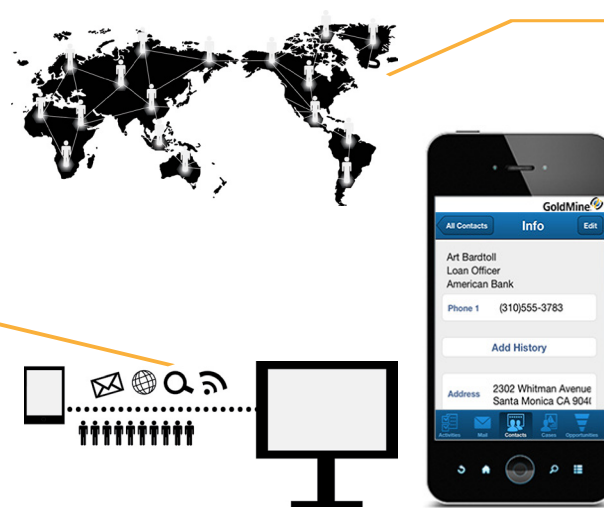 GoldMine
All Contacts Info Edit
Art Bardtoll
Loan Officer
American Bank
Phone 1 (310)555-3783
Add History
Address 2302 Whitman Avenue
Santa Monica CA 904
Activities Mail Contacts Cases Opportunities